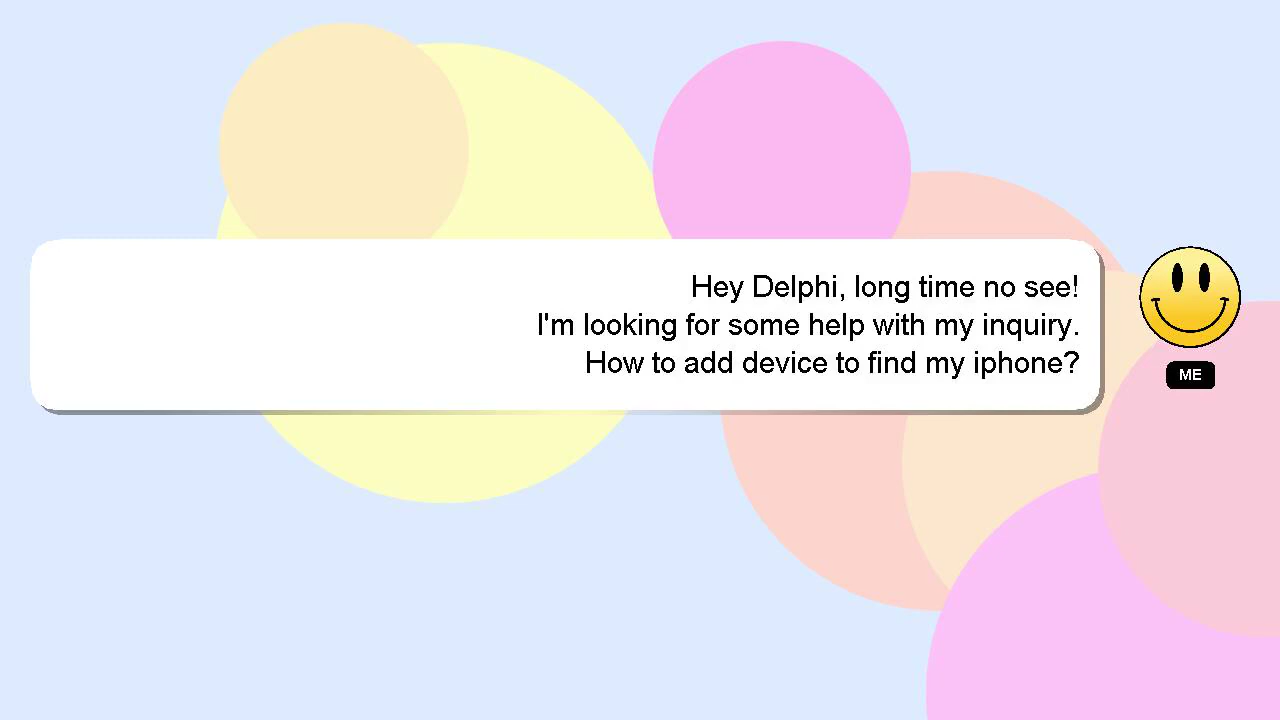 Hey Delphi, long time no see!
I'm looking for some help with my inquiry.
How to add device to find my iphone?
ME